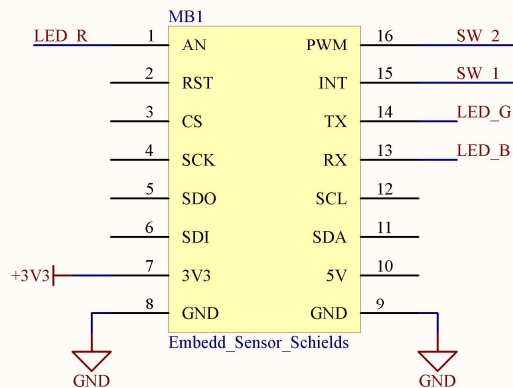 MB1
LED_R 1 AN PWM 16 SW_2
2 RST INT 15 SW_1
3 CS TX 14 LED_G
4 SCK RX 13 LED_B
5 SDO SCL 12
6 SDI SDA 11
+3V3 7 3V3 5V 10
8 GND GND 9
Embedd_Sensor_Schields
GND GND